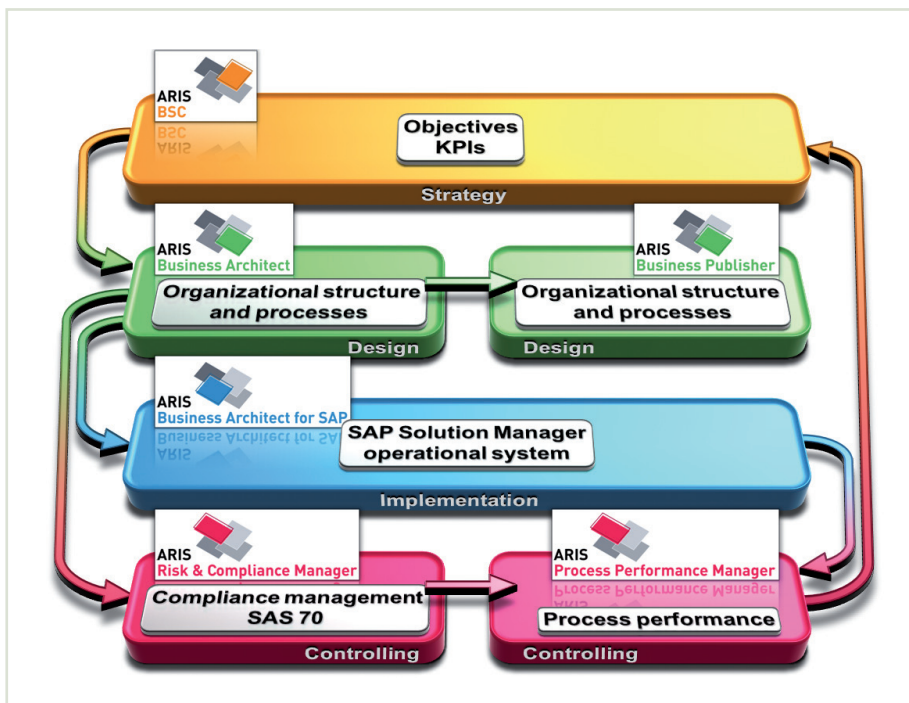 ARIS
BSC
Objectives
KPIs
Strategy
ARIS
Business Architect
Organizational structure
and processes
Design
ARIS
Business Publisher
Organizational structure
and processes
Design
ARIS
Business Architect for SAP
SAP Solution Manager
operational system
Implementation
ARIS
Risk & Compliance Manager
Compliance management
SAS 70
Controlling
ARIS
Process Performance Manager
Process performance
Controlling